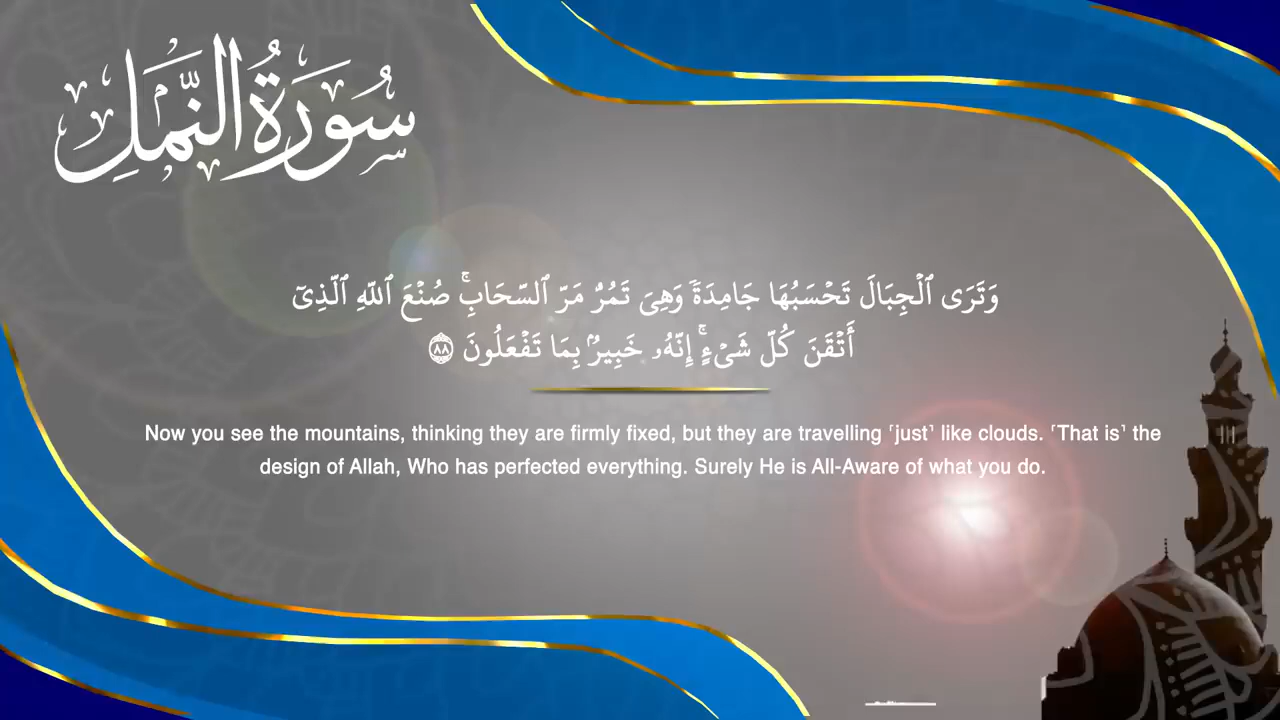 سُورَةُ النَّمل
وَتَرَى ٱلْجِبَالَ تَحْسَبُهَا جَامِدَةً وَهِىَ تَمُرُّ مَرَّ ٱلسَّحَابِ ۚ صُنْعَ ٱللَّهِ ٱلَّذِىٓ
أَتْقَنَ كُلَّ شَىْءٍ ۚ إِنَّهُۥ خَبِيرٌۢ بِمَا تَفْعَلُونَ ٨٨
Now you see the mountains, thinking they are firmly fixed, but they are travelling ˹just˺ like clouds. ˹That is˺ the
design of Allah, Who has perfected everything. Surely He is All-Aware of what you do.